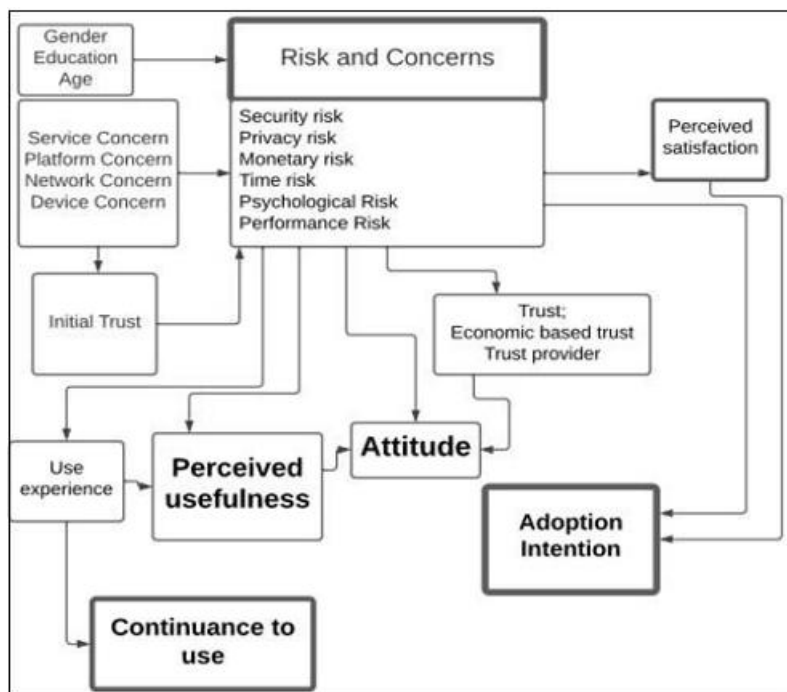 Gender
Education
Age
Risk and Concerns
Service Concern
Platform Concern
Network Concern
Device Concern
Security risk
Privacy risk
Monetary risk
Time risk
Psychological Risk
Performance Risk
Perceived
satisfaction
Initial Trust
Trust;
Economic based trust
Trust provider
Use
experience
Perceived
usefulness
Attitude
Adoption
Intention
Continuance to
use